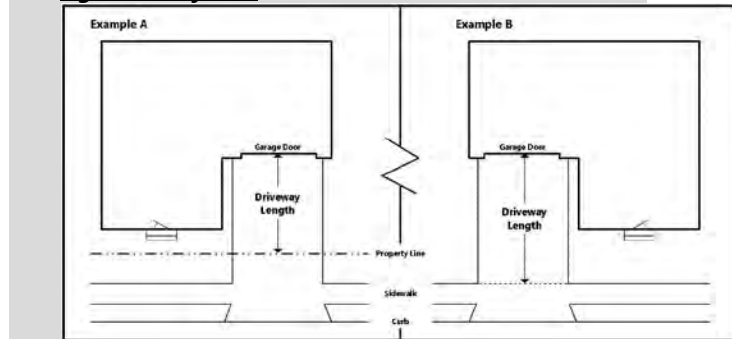 Example A
Example B
Garage Door
Garage Door
Driveway
Length
Driveway
Length
Property Line
Sidewalk
Curb